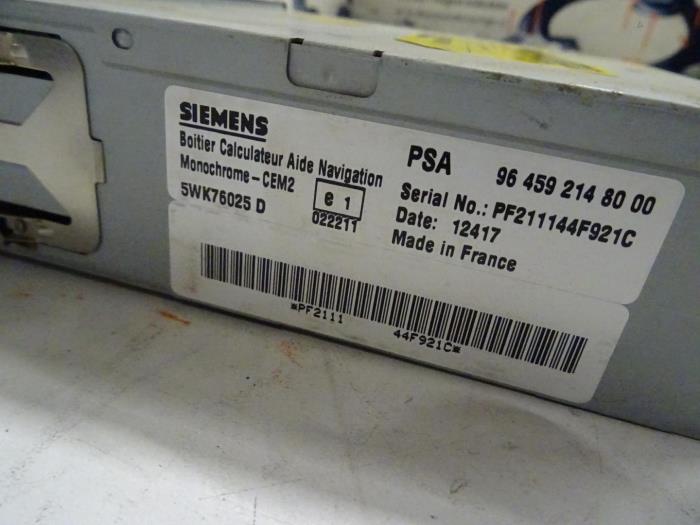 SIEMENS
Boitier Calculateur Aide Navigation
Monochrome-CEM2
5WK76025 D
e 1
022211
PSA 96 459 214 80 00
Serial No.: PF211144F921C
Date: 12417
Made in France
*PF2111 44F921C*